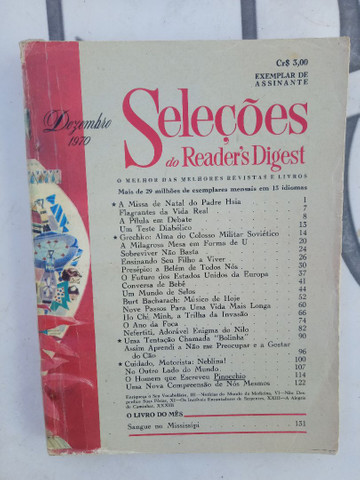 Cr$ 3,00
EXEMPLAR DE
ASSINANTE
Dezembro
1970
Seleções
do Reader's Digest
O MELHOR DAS MELHORES REVISTAS E LIVROS
Mais de 29 milhões de exemplares mensais em 15 idiomas
★ A Missa de Natal do Padre Hsia 1
Flagrantes da Vida Real 7
A Pílula em Debate 8
Um Teste Diabólico 13
★ Grechko: Alma do Colosso Militar Soviético 14
A Milagrosa Mesa em Forma de U 20
Sobreviver Não Basta 24
Ensinando Seu Filho a Viver 26
Presépio: a Belém de Todos Nós 30
O Futuro dos Estados Unidos da Europa 37
Conversa de Bebê 41
Um Mundo de Selos 44
Burt Bacharach: Músico de Hoje 52
Nove Passos Para Uma Vida Mais Longa 60
Ho Chi Minh, a Trilha da Invasão 66
O Ano da Foca 74
Nefertiti, Adorável Enigma do Nilo 82
★ Uma Tentação Chamada "Bolinha" 90
Assim Aprendi a Não me Preocupar e a Gostar
do Cão 96
★ Cuidado, Motorista: Neblina! 100
No Outro Lado do Mundo 107
O Homem que Escreveu Pinocchio 114
Uma Nova Compreensão de Nós Mesmos 122
O LIVRO DO MÊS
Sangue no Mississipi 131